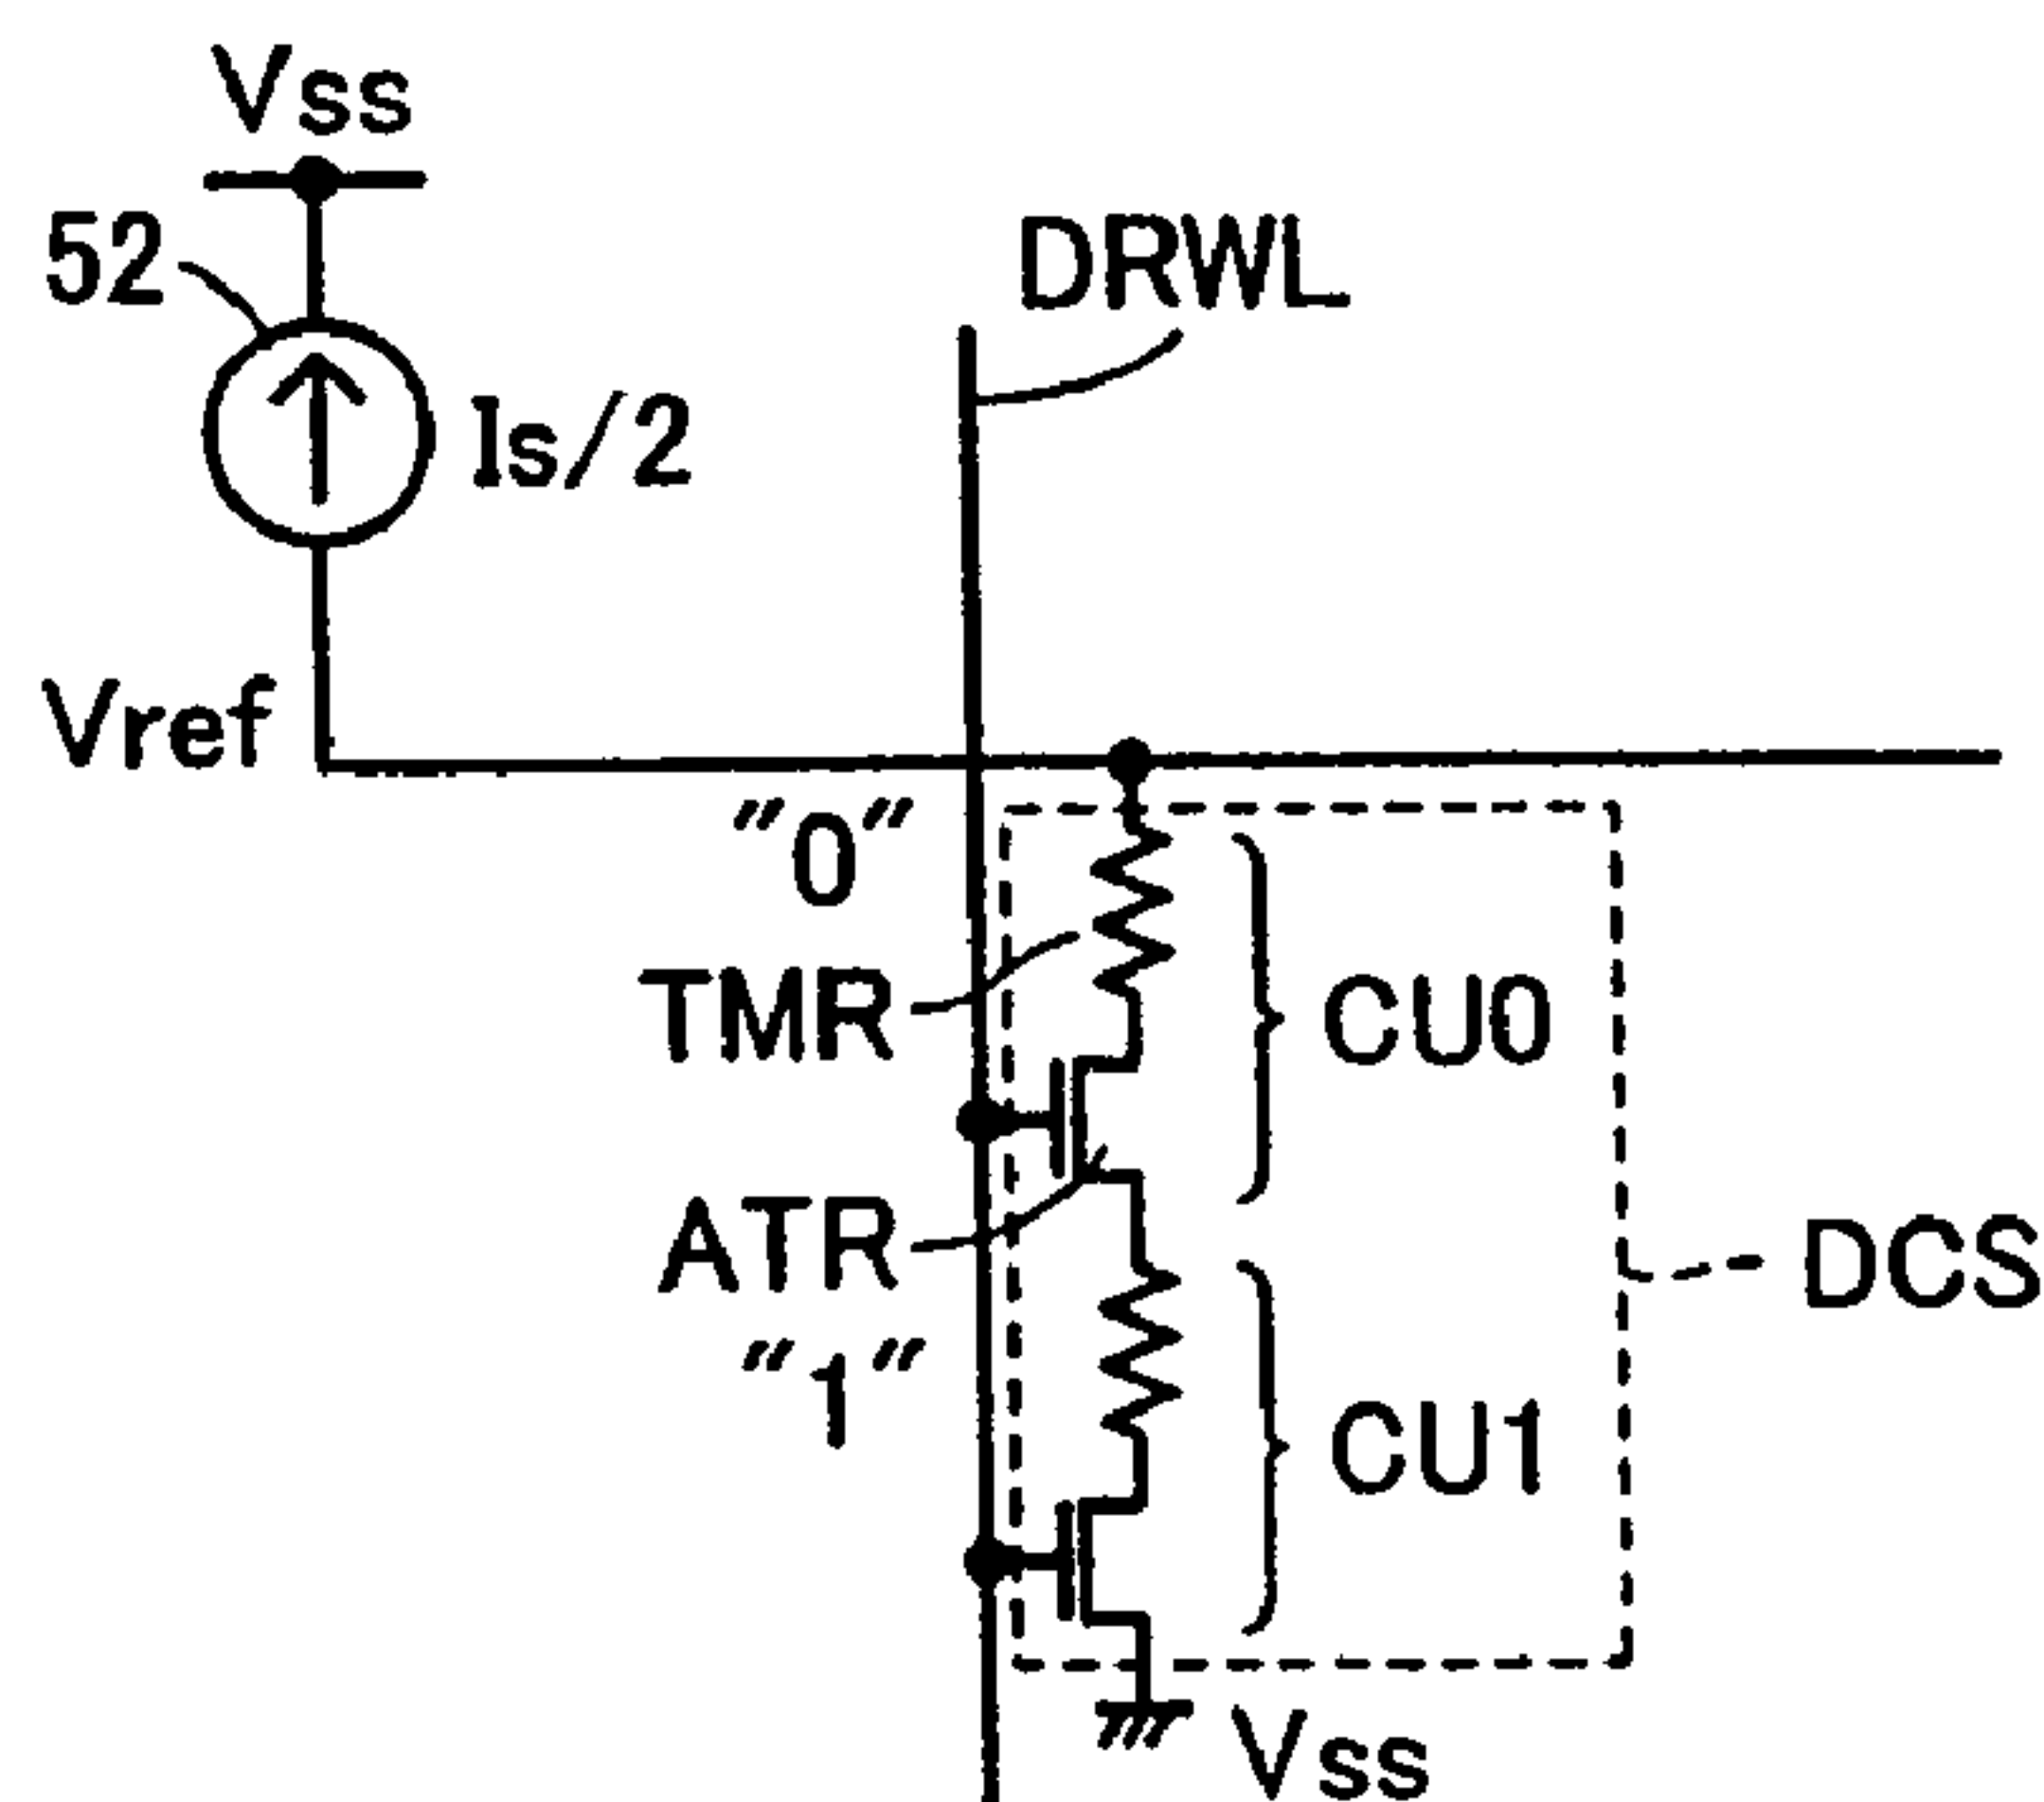 Vss
52
DRWL
Is/2
Vref
"0"
TMR
CU0
ATR
DCS
"1"
CU1
Vss